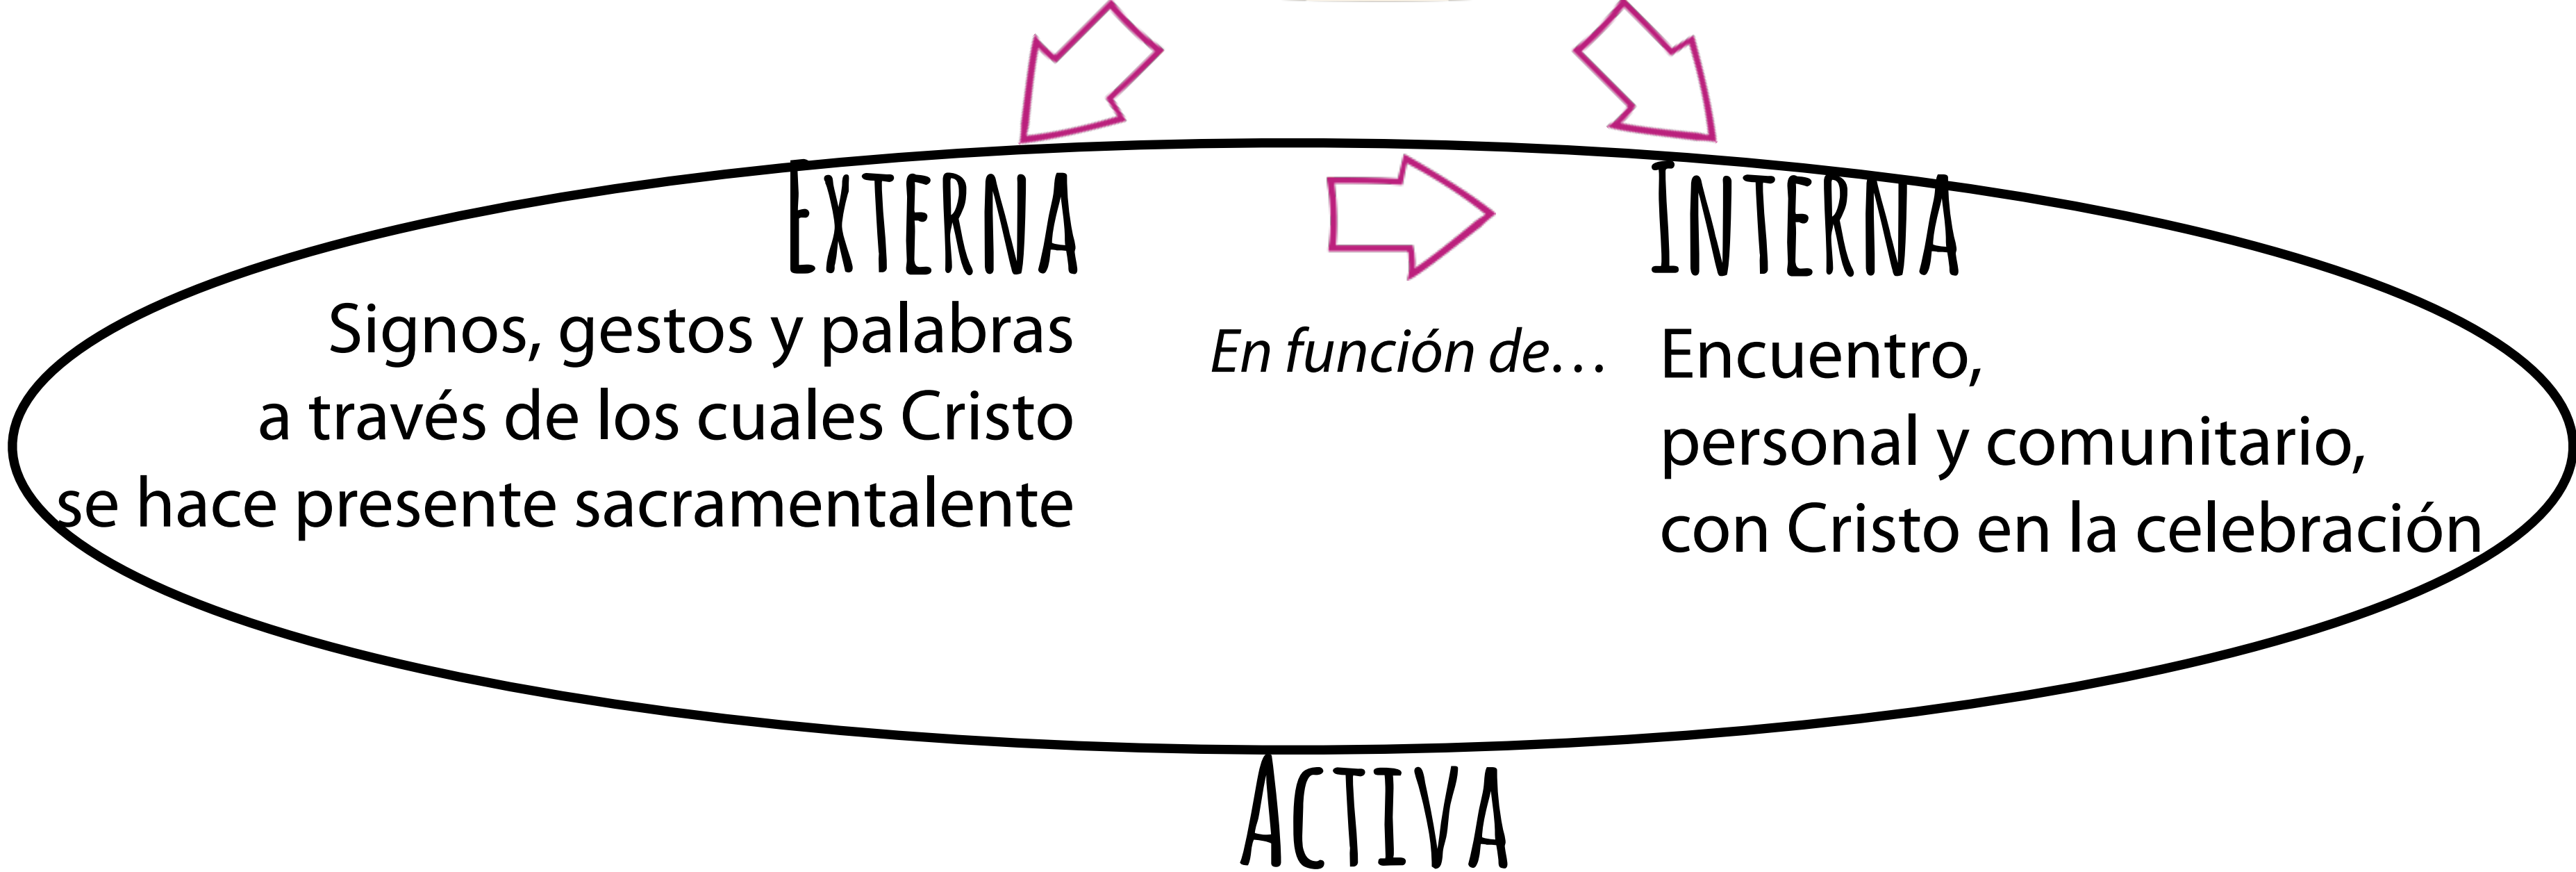 EXTERNA
Signos, gestos y palabras
a través de los cuales Cristo
se hace presente sacramentalente
En función de…
INTERNA
Encuentro,
personal y comunitario,
con Cristo en la celebración
ACTIVA